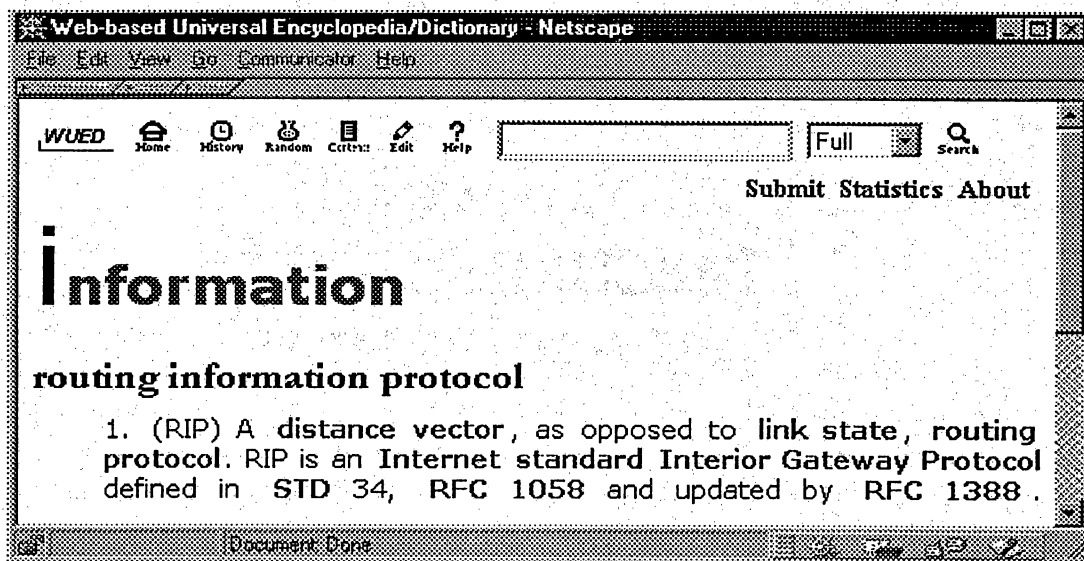 Web-based Universal Encyclopedia/Dictionary - Netscape
File Edit View Go Communicator Help
WUED Home History Random Edit Help Full Search
Submit Statistics About
Information
routing information protocol
1. (RIP) A distance vector, as opposed to link state, routing
protocol. RIP is an Internet standard Interior Gateway Protocol
defined in STD 34, RFC 1058 and updated by RFC 1388.
Document: Done